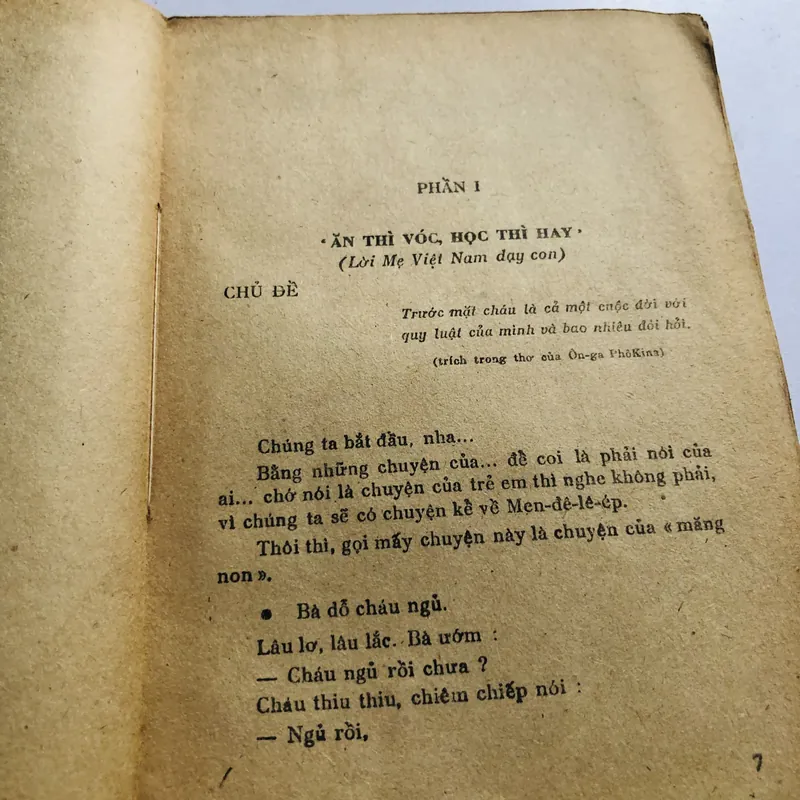 PHẦN I
"ĂN THÌ VÓC, HỌC THÌ HAY"
(Lời Mẹ Việt Nam dạy con)
CHỦ ĐỀ
Trước mặt cháu là cả một cuộc đời với
quy luật của mình và bao nhiêu đòi hỏi.
(trích trong thơ của Ôn-ga PhôKina)
Chúng ta bắt đầu, nha...
Bằng những chuyện của... để coi là phải nói của
ai... chớ nói là chuyện của trẻ em thì nghe không phải,
vì chúng ta sẽ có chuyện kể về Men-đê-lê-ép.
Thôi thì, gọi mấy chuyện này là chuyện của « măng
non ».
● Bà dỗ cháu ngủ.
Lâu lơ, lâu lắc. Bà ướm :
— Cháu ngủ rồi chưa ?
Cháu thiu thiu, chiêm chiếp nói :
— Ngủ rồi,
7